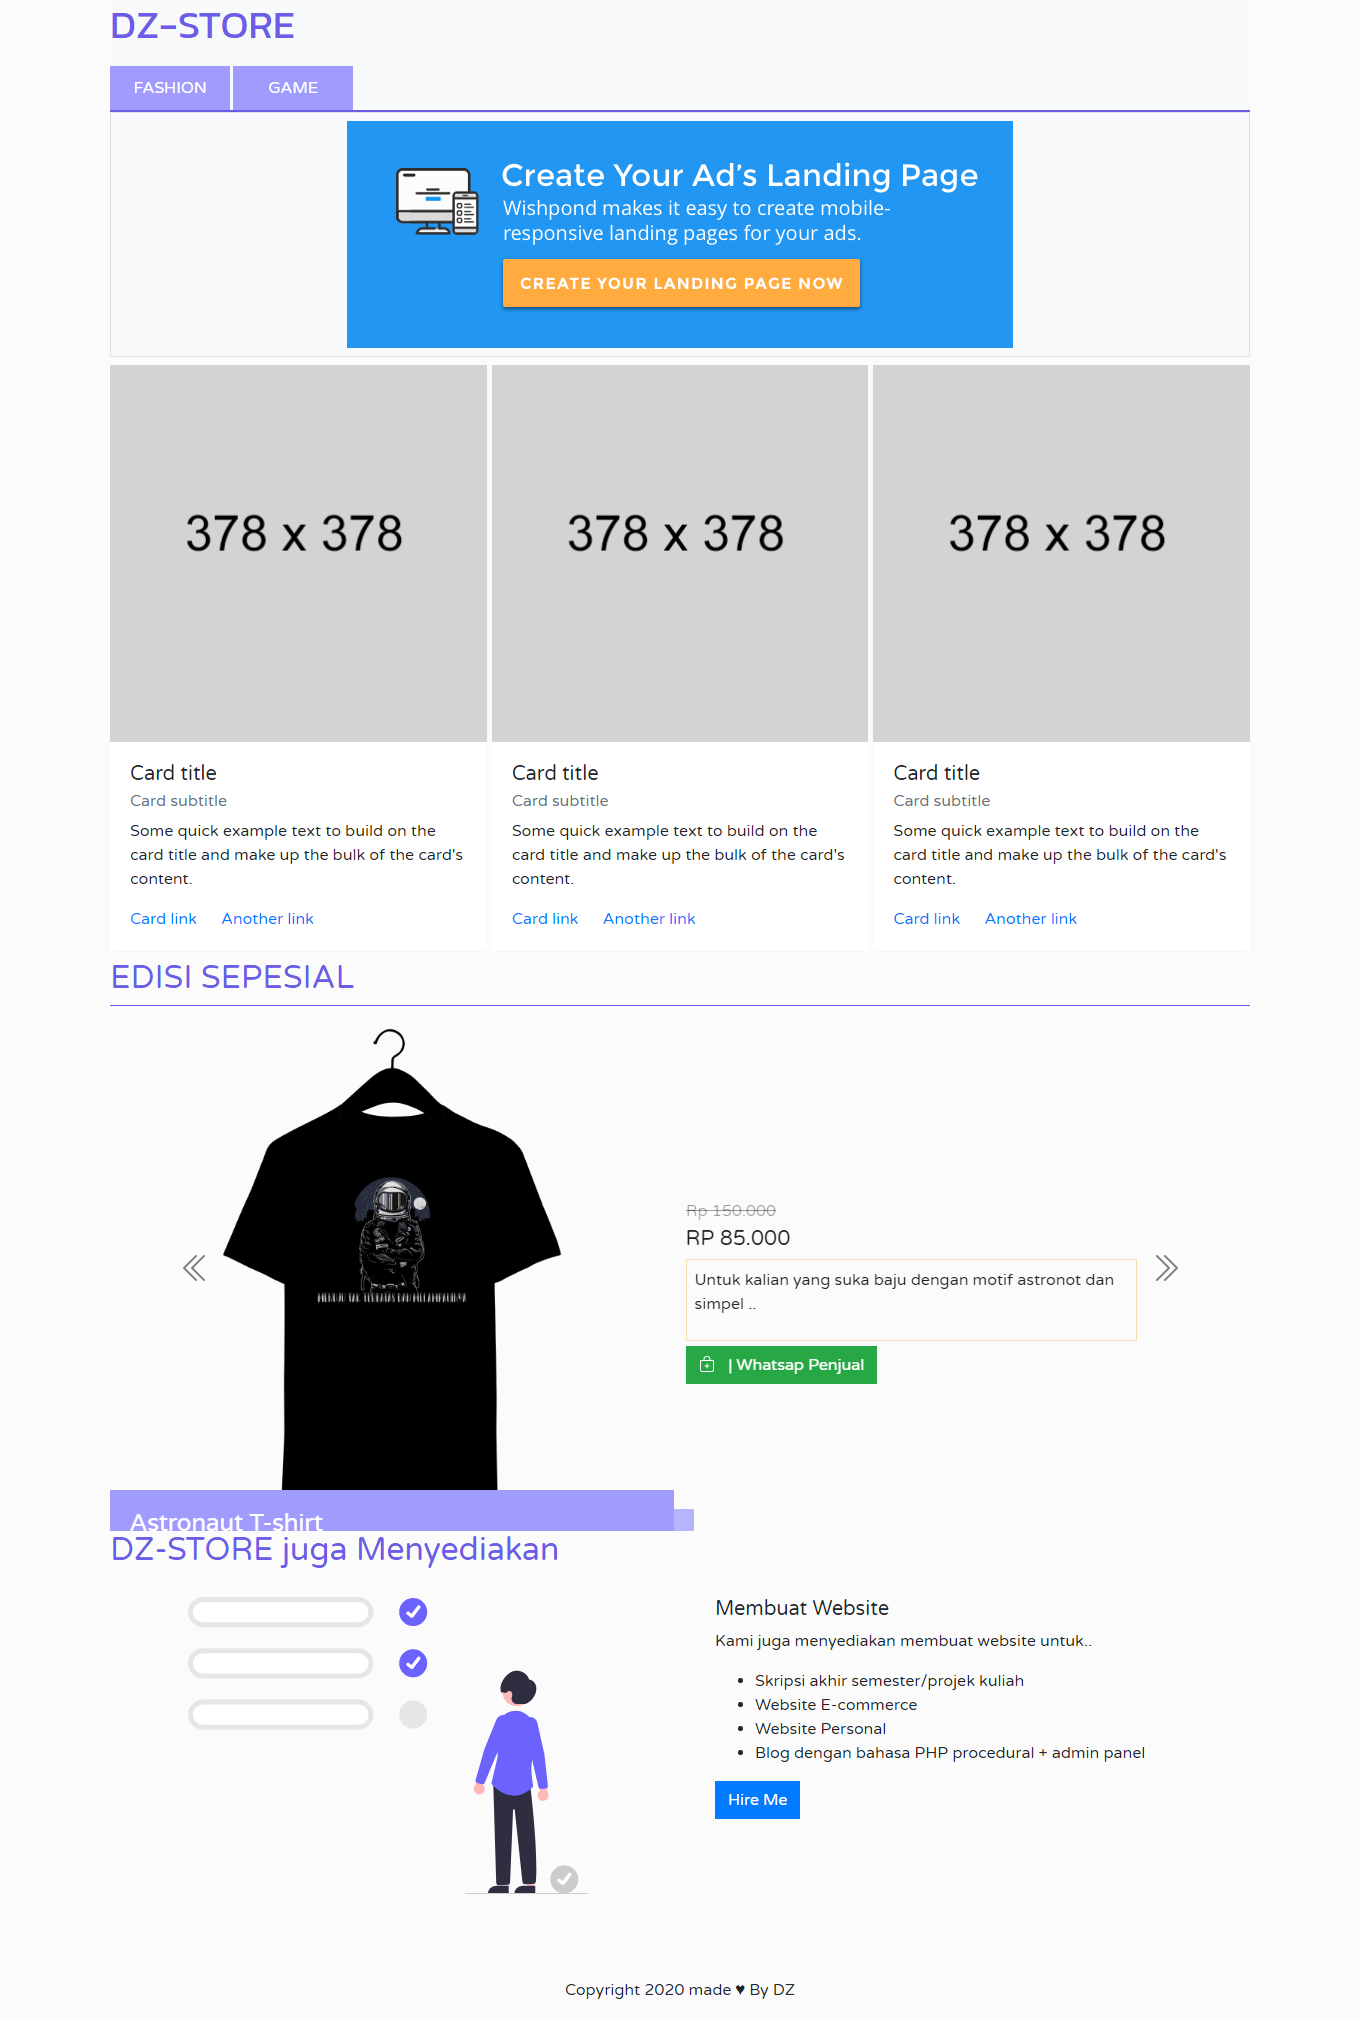 DZ-STORE
FASHION
GAME
Create Your Ad’s Landing Page
Wishpond makes it easy to create mobile-
responsive landing pages for your ads.
CREATE YOUR LANDING PAGE NOW
378 x 378
378 x 378
378 x 378
Card title
Card subtitle
Some quick example text to build on the
card title and make up the bulk of the card's
content.
Card link
Another link
Card title
Card subtitle
Some quick example text to build on the
card title and make up the bulk of the card's
content.
Card link
Another link
Card title
Card subtitle
Some quick example text to build on the
card title and make up the bulk of the card's
content.
Card link
Another link
EDISI SEPESIAL
Rp 150.000
RP 85.000
Untuk kalian yang suka baju dengan motif astronot dan
simpel ..
| Whatsap Penjual
Astronaut T-shirt
DZ-STORE juga Menyediakan
Membuat Website
Kami juga menyediakan membuat website untuk..
• Skripsi akhir semester/projek kuliah
• Website E-commerce
• Website Personal
• Blog dengan bahasa PHP procedural + admin panel
Hire Me
Copyright 2020 made ♥ By DZ